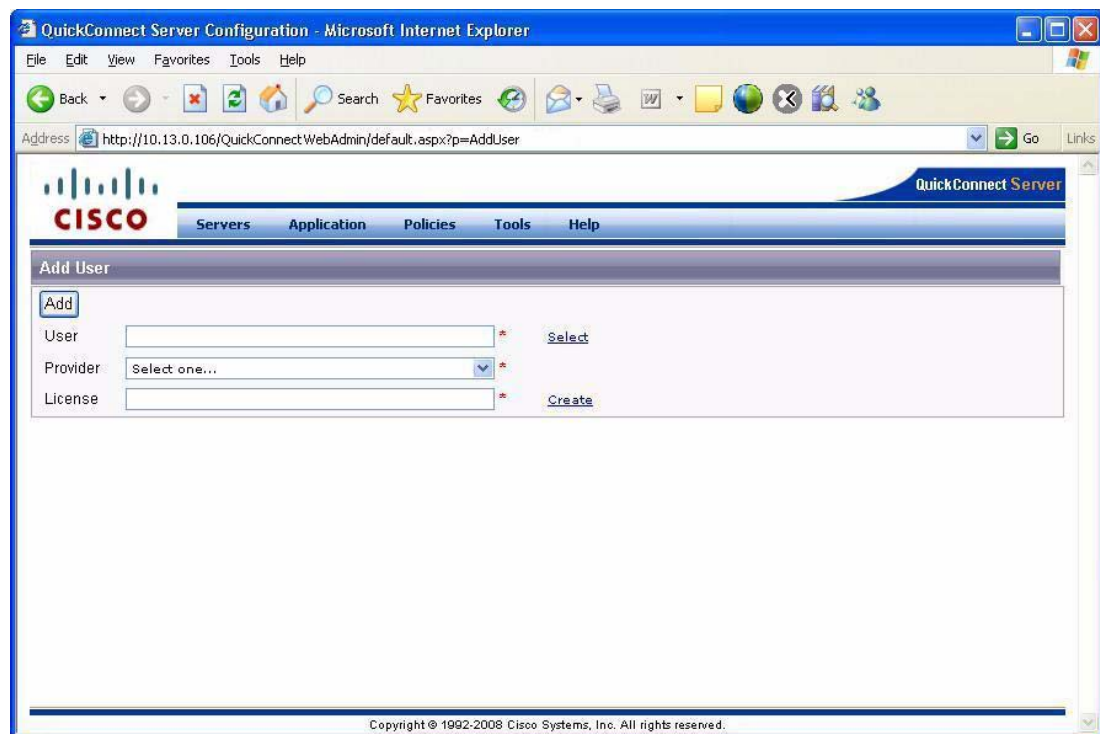 QuickConnect Server Configuration - Microsoft Internet Explorer
File Edit View Favorites Tools Help
Back Search Favorites W
Address http://10.13.0.106/QuickConnectWebAdmin/default.aspx?p=AddUser Go Links
CISCO
QuickConnect Server
Servers Application Policies Tools Help
Add User
Add
User * Select
Provider Select one... *
License * Create
Copyright © 1992-2008 Cisco Systems, Inc. All rights reserved.